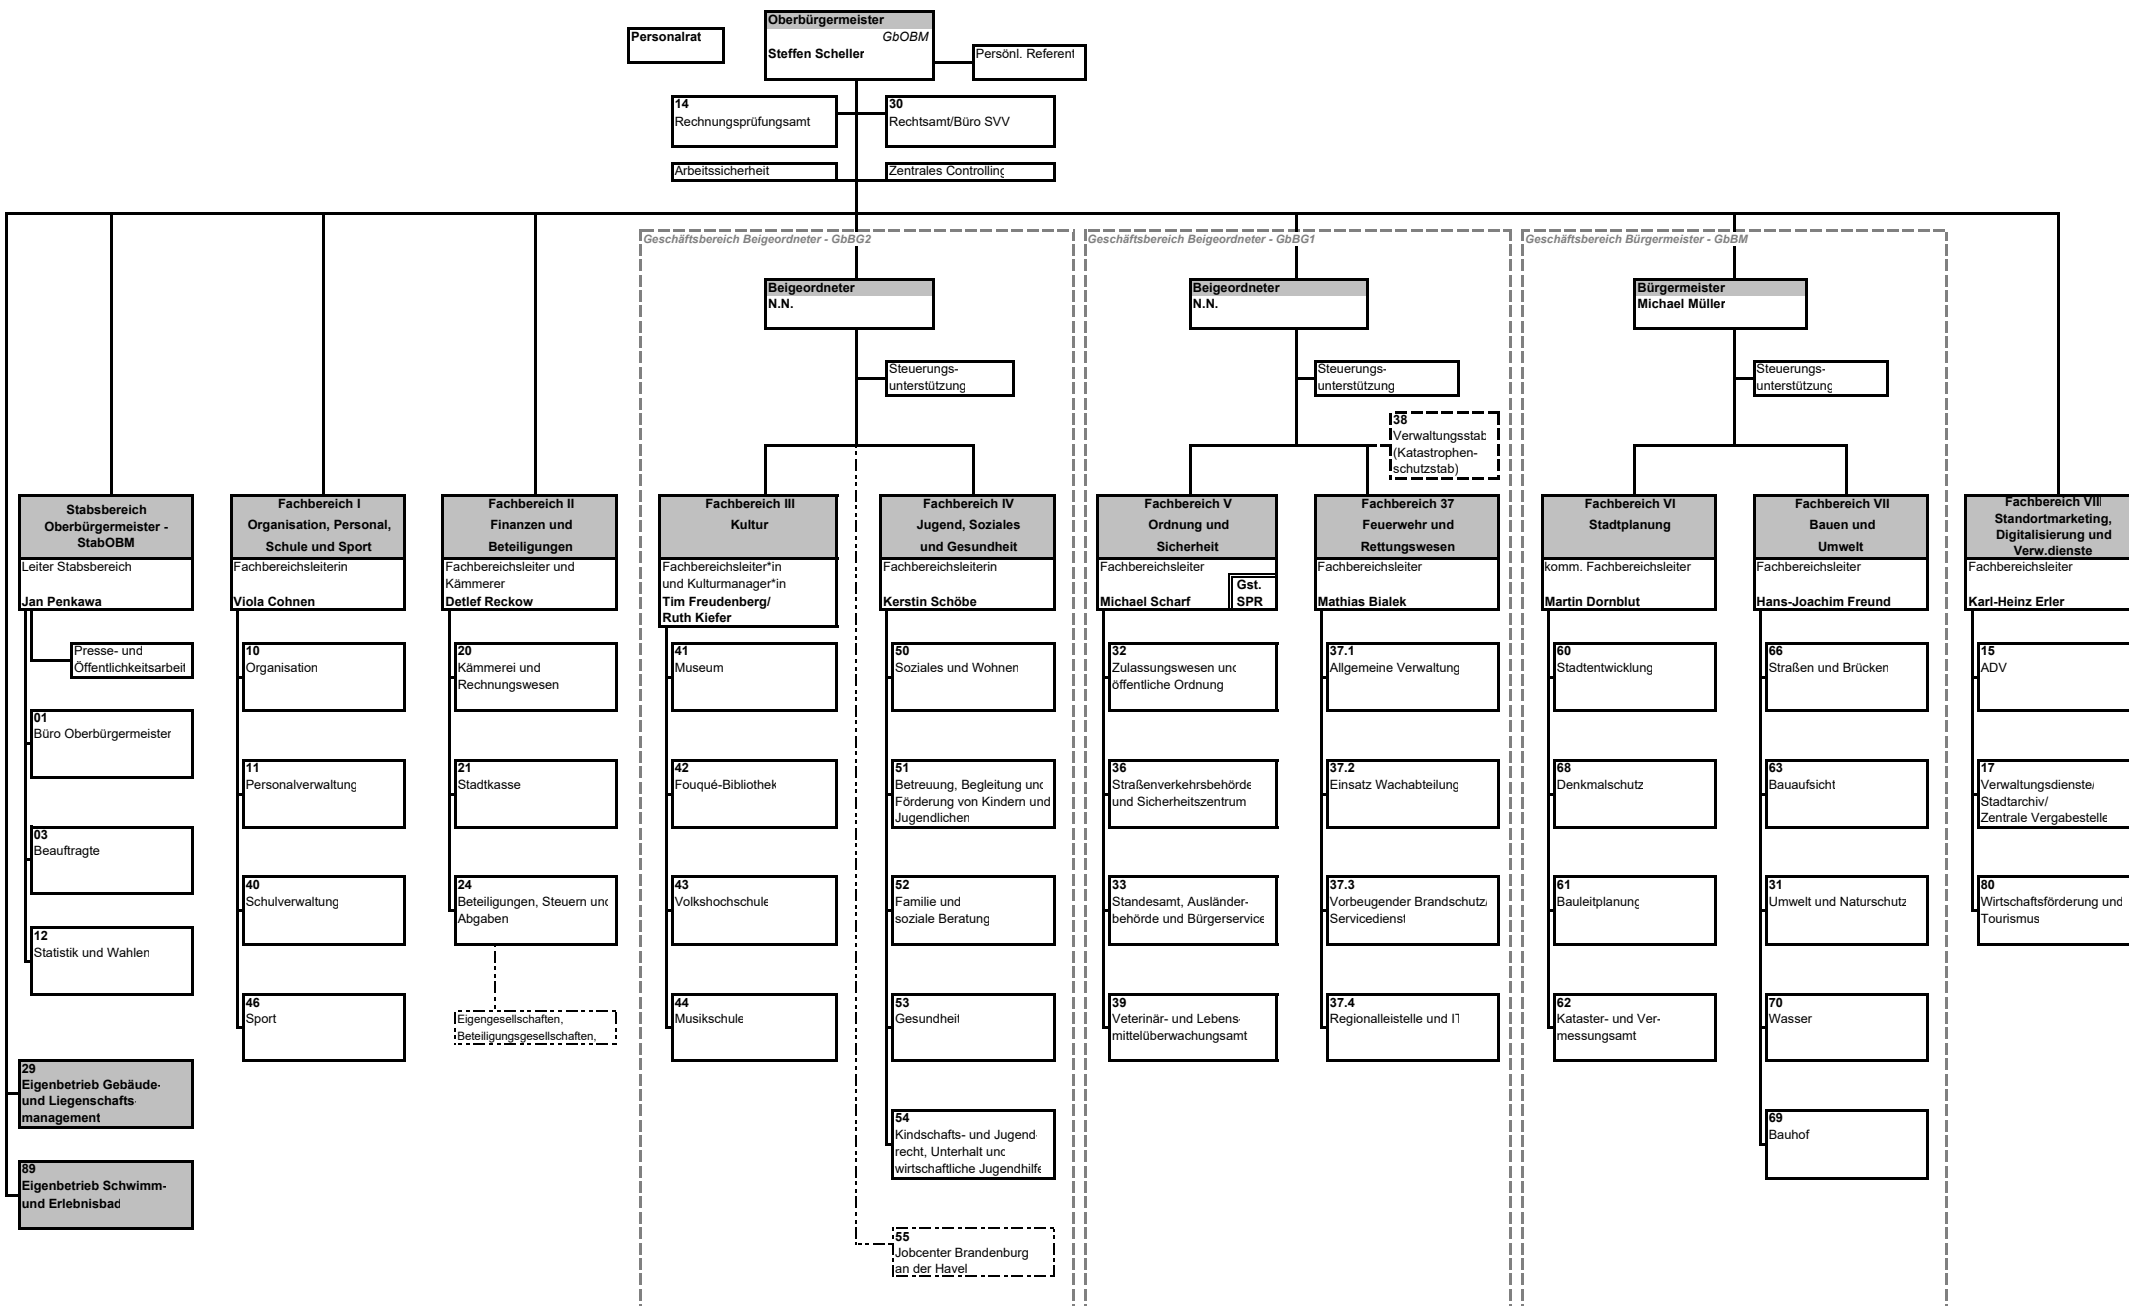 Oberbürgermeister
GbOBM
Steffen Scheller
Personalrat
Persönl. Referent
14
Rechnungsprüfungsamt
30
Rechtsamt/Büro SVV
Arbeitssicherheit
Zentrales Controlling
Geschäftsbereich Beigeordneter - GbBG2
Geschäftsbereich Beigeordneter - GbBG1
Geschäftsbereich Bürgermeister - GbBM
Beigeordneter
N.N.
Beigeordneter
N.N.
Bürgermeister
Michael Müller
Steuerungs-
unterstützung
Steuerungs-
unterstützung
Steuerungs-
unterstützung
38
Verwaltungsstab
(Katastrophen-
schutzstab)
Stabsbereich
Oberbürgermeister -
StabOBM
Leiter Stabsbereich
Jan Penkawa
Presse- und
Öffentlichkeitsarbeit
01
Büro Oberbürgermeister
03
Beauftragte
12
Statistik und Wahlen
29
Eigenbetrieb Gebäude-
und Liegenschafts-
management
89
Eigenbetrieb Schwimm-
und Erlebnisbad
Fachbereich I
Organisation, Personal,
Schule und Sport
Fachbereichsleiterin
Viola Cohnen
10
Organisation
11
Personalverwaltung
40
Schulverwaltung
46
Sport
Fachbereich II
Finanzen und
Beteiligungen
Fachbereichsleiter und
Kämmerer
Detlef Reckow
20
Kämmerei und
Rechnungswesen
21
Stadtkasse
24
Beteiligungen, Steuern und
Abgaben
Eigengesellschaften,
Beteiligungsgesellschaften,
Fachbereich III
Kultur
Fachbereichsleiter*in
und Kulturmanager*in
Tim Freudenberg/
Ruth Kiefer
41
Museum
42
Fouqué-Bibliothek
43
Volkshochschule
44
Musikschule
Fachbereich IV
Jugend, Soziales
und Gesundheit
Fachbereichsleiterin
Kerstin Schöbe
50
Soziales und Wohnen
51
Betreuung, Begleitung und
Förderung von Kindern und
Jugendlichen
52
Familie und
soziale Beratung
53
Gesundheit
54
Kindschafts- und Jugend-
recht, Unterhalt und
wirtschaftliche Jugendhilfe
55
Jobcenter Brandenburg
an der Havel
Fachbereich V
Ordnung und
Sicherheit
Fachbereichsleiter
Michael Scharf
Gst.
SPR
32
Zulassungswesen und
öffentliche Ordnung
36
Straßenverkehrsbehörde
und Sicherheitszentrum
33
Standesamt, Ausländer-
behörde und Bürgerservice
39
Veterinär- und Lebens-
mittelüberwachungsamt
Fachbereich 37
Feuerwehr und
Rettungswesen
Fachbereichsleiter
Mathias Bialek
37.1
Allgemeine Verwaltung
37.2
Einsatz Wachabteilung
37.3
Vorbeugender Brandschutz/
Servicedienst
37.4
Regionalleistelle und IT
Fachbereich VI
Stadtplanung
komm. Fachbereichsleiter
Martin Dornblut
60
Stadtentwicklung
68
Denkmalschutz
61
Bauleitplanung
62
Kataster- und Ver-
messungsamt
Fachbereich VII
Bauen und
Umwelt
Fachbereichsleiter
Hans-Joachim Freund
66
Straßen und Brücken
63
Bauaufsicht
31
Umwelt und Naturschutz
70
Wasser
69
Bauhof
Fachbereich VII
Standortmarketing,
Digitalisierung und
Verw.dienste
Fachbereichsleiter
Karl-Heinz Erler
15
ADV
17
Verwaltungsdienste/
Stadtarchiv/
Zentrale Vergabestelle
80
Wirtschaftsförderung und
Tourismus